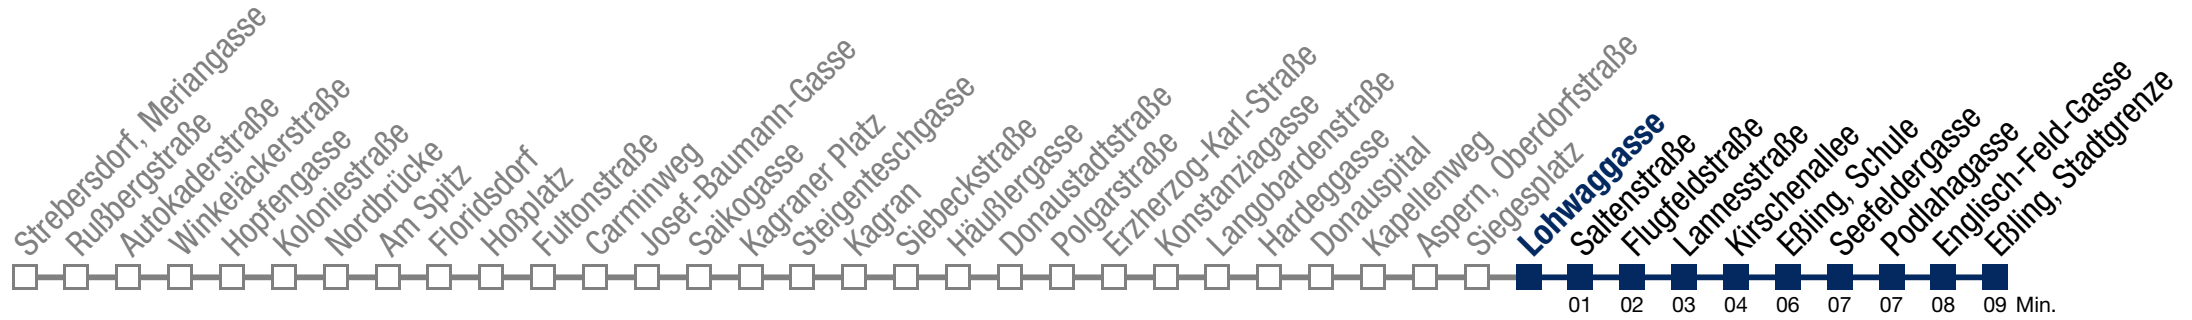 Strebersdorf, Meriangasse
Rußbergstraße
Autokaderstraße
Winkeläckerstraße
Hopfengasse
Koloniestraße
Nordbrücke
Am Spitz
Floridsdorf
Hoßplatz
Fultonstraße
Carminweg
Josef-Baumann-Gasse
Saikogasse
Kagraner Platz
Steigenteschgasse
Kagran
Siebeckstraße
Häußlergasse
Donaustadtstraße
Polgarstraße
Erzherzog-Karl-Straße
Konstanziagasse
Langobardenstraße
Hardeggasse
Donauspital
Kapellenweg
Aspern, Oberdorfstraße
Siegesplatz
Lohwaggasse
Saltenstraße
Flugfeldstraße
Lannesstraße
Kirschenallee
Eßling, Schule
Seefeldergasse
Podlahagasse
Englisch-Feld-Gasse
Eßling, Stadtgrenze
01 02 03 04 06 07 07 08 09 Min.